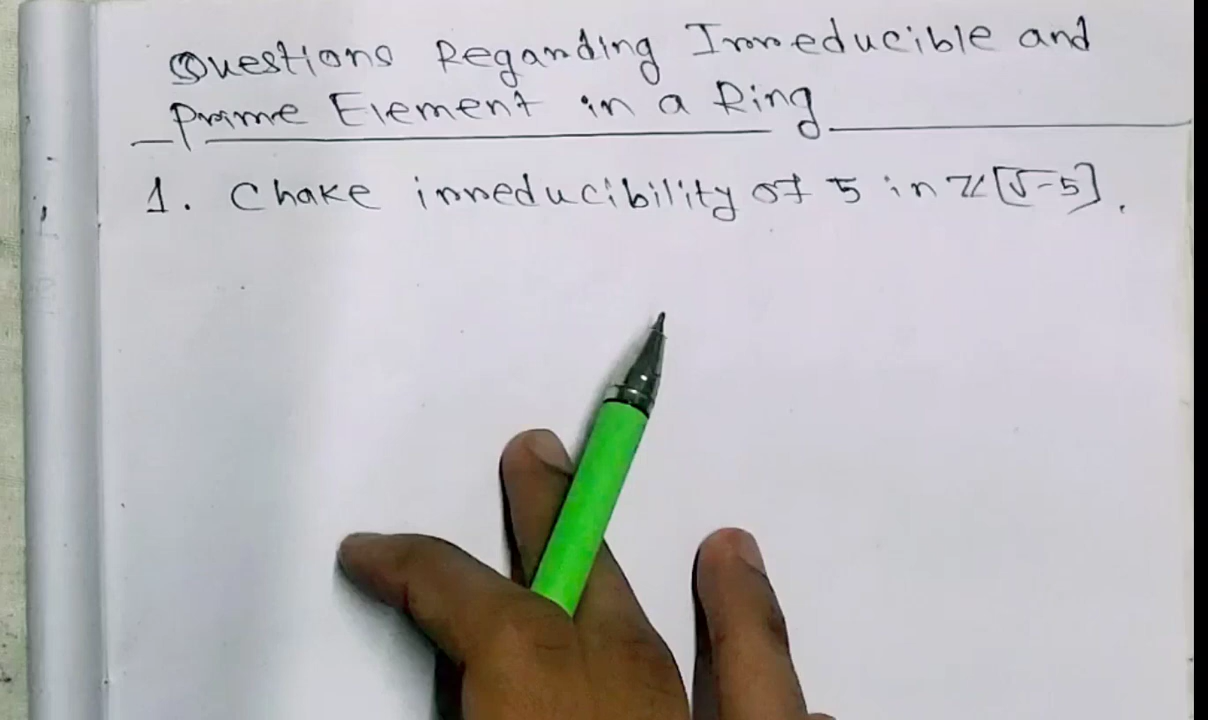 Questions Regarding Irreducible and
Prime Element in a Ring
1. Chake irreducibility of 5 in ℤ[√-5].